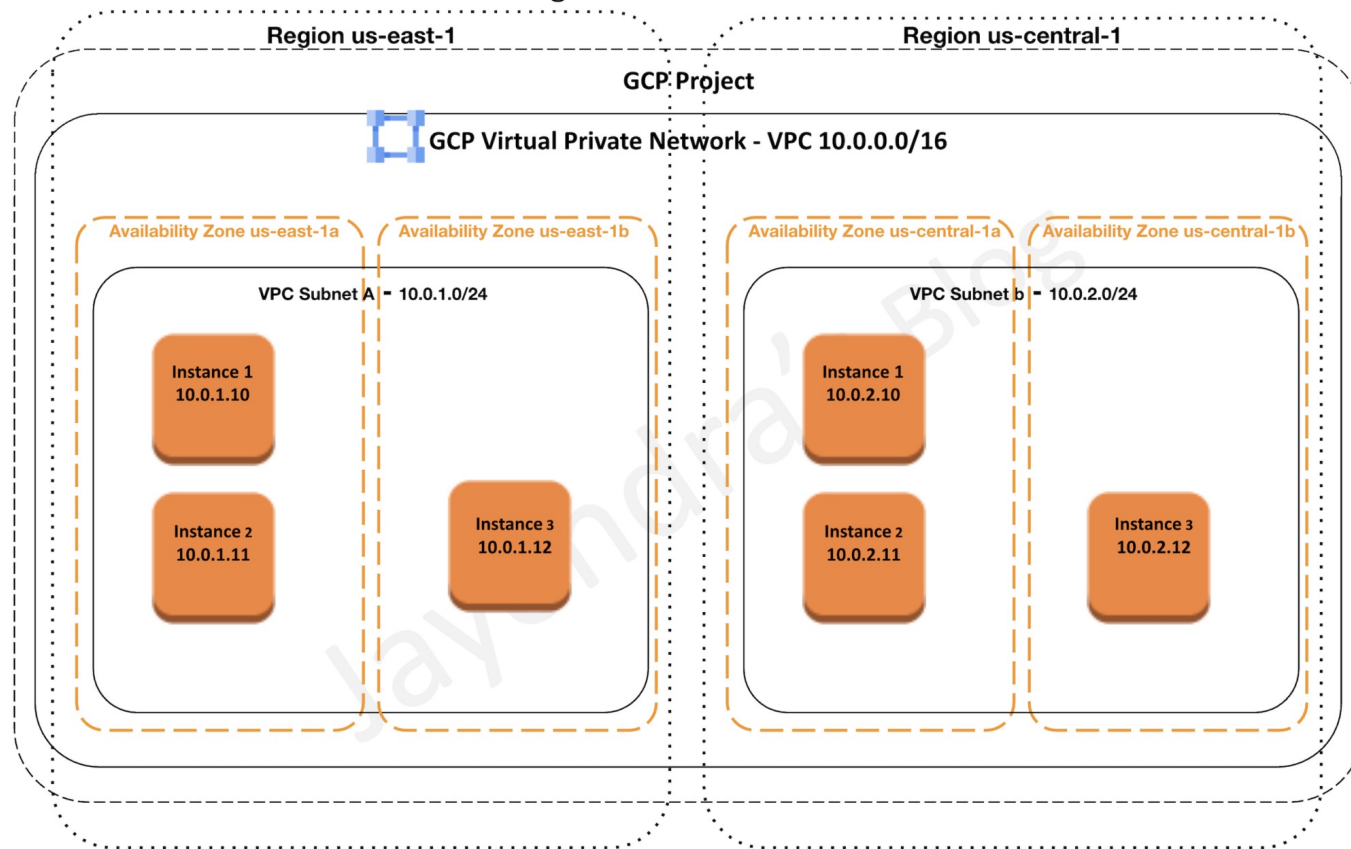 Region us-east-1
Region us-central-1
GCP Project
GCP Virtual Private Network - VPC 10.0.0.0/16
Availability Zone us-east-1a
Availability Zone us-east-1b
Availability Zone us-central-1a
Availability Zone us-central-1b
VPC Subnet A - 10.0.1.0/24
VPC Subnet b - 10.0.2.0/24
Instance 1
10.0.1.10
Instance 1
10.0.2.10
Instance 2
10.0.1.11
Instance 3
10.0.1.12
Instance 2
10.0.2.11
Instance 3
10.0.2.12
Jayendra's Blog